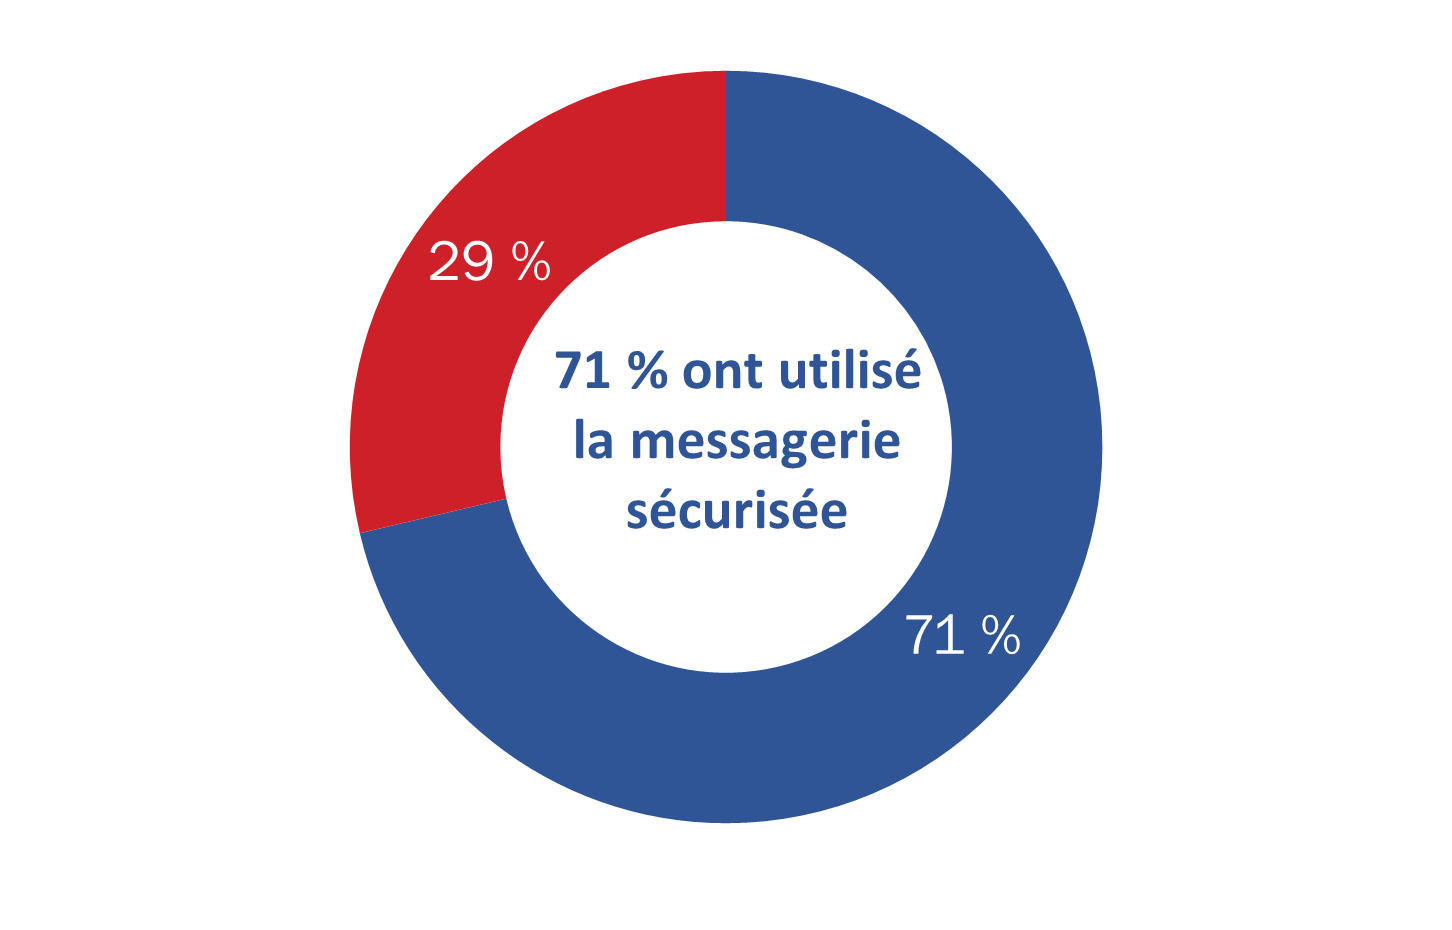 29 %
71 % ont utilisé
la messagerie
sécurisée
71 %